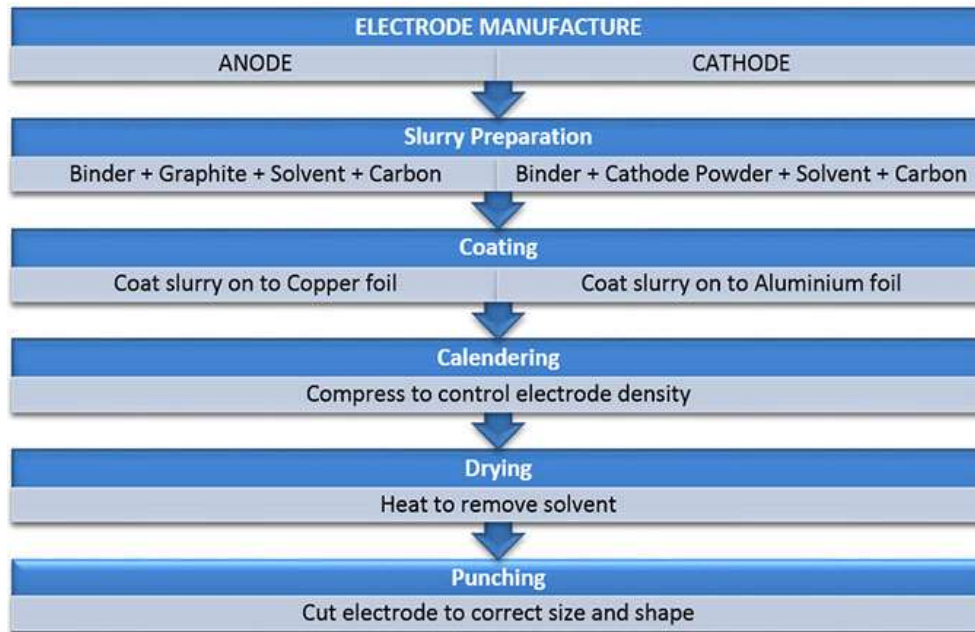 ELECTRODE MANUFACTURE
ANODE
CATHODE
Slurry Preparation
Binder + Graphite + Solvent + Carbon
Binder + Cathode Powder + Solvent + Carbon
Coating
Coat slurry on to Copper foil
Coat slurry on to Aluminium foil
Calendering
Compress to control electrode density
Drying
Heat to remove solvent
Punching
Cut electrode to correct size and shape